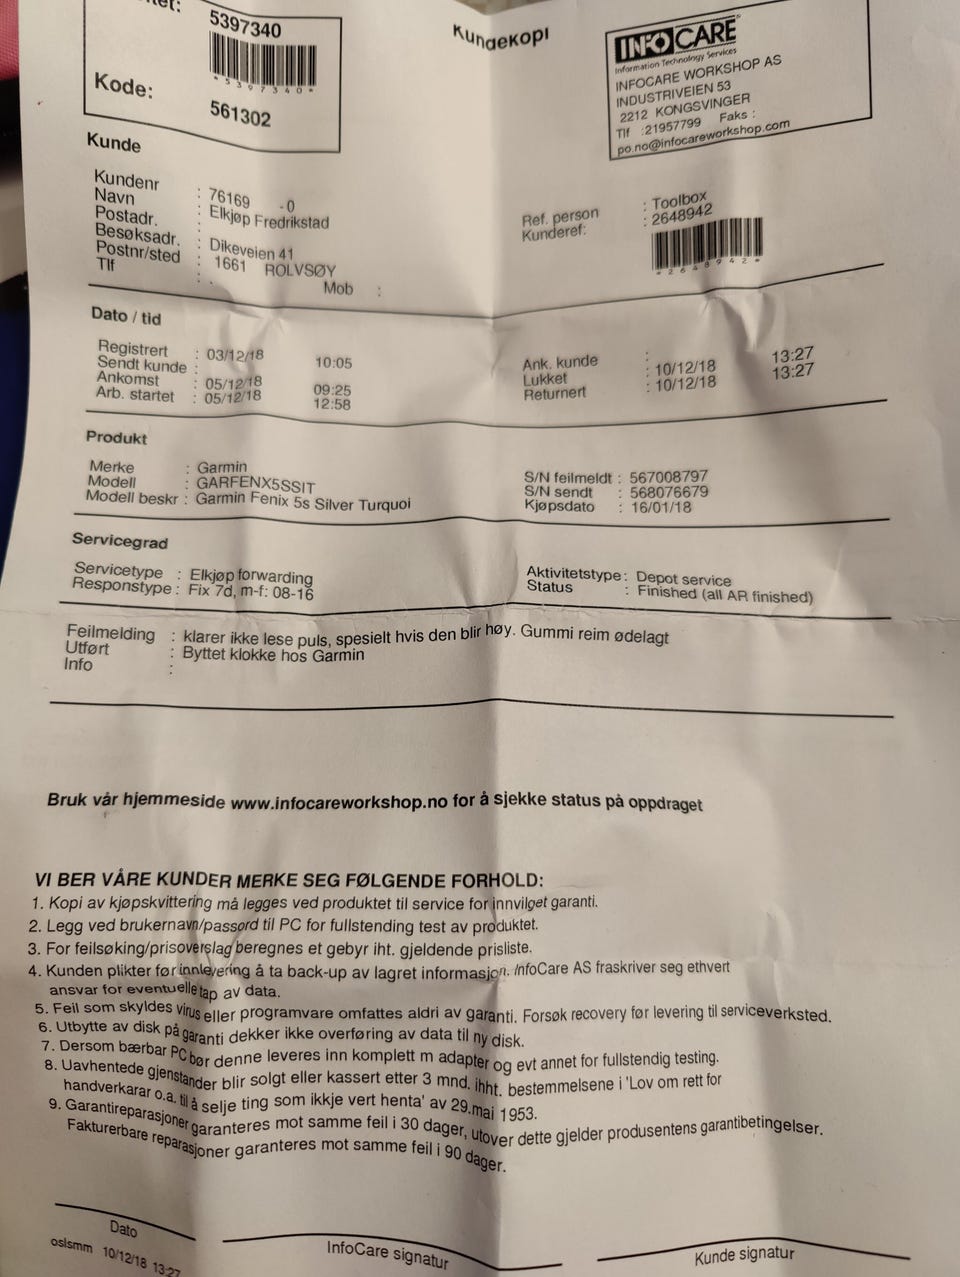 5397340
*5397340*
Kode: 561302
Kundekopi
INFOCARE
Information Technology Services
INFOCARE WORKSHOP AS
INDUSTRIVEIEN 53
2212 KONGSVINGER
Tlf :21957799 Faks :
po.no@infocareworkshop.com
Kunde
Kundenr : 76169 - 0
Navn : Elkjøp Fredrikstad
Postadr. :
Besøksadr. : Dikeveien 41
Postnr/sted : 1661 ROLVSØY
Tlf : . Mob :
Ref. person : Toolbox
Kunderef: : 2648942
*2648942*
Dato / tid
Registrert : 03/12/18 10:05
Sendt kunde :
Ankomst : 05/12/18 09:25
Arb. startet : 05/12/18 12:58
Ank. kunde :
Lukket : 10/12/18 13:27
Returnert : 10/12/18 13:27
Produkt
Merke : Garmin
Modell : GARFENX5SSIT
Modell beskr : Garmin Fenix 5s Silver Turquoi
S/N feilmeldt : 567008797
S/N sendt : 568076679
Kjøpsdato : 16/01/18
Servicegrad
Servicetype : Elkjøp forwarding
Responstype : Fix 7d, m-f: 08-16
Aktivitetstype : Depot service
Status : Finished (all AR finished)
Feilmelding : klarer ikke lese puls, spesielt hvis den blir høy. Gummi reim ødelagt
Utført : Byttet klokke hos Garmin
Info :
Bruk vår hjemmeside www.infocareworkshop.no for å sjekke status på oppdraget
VI BER VÅRE KUNDER MERKE SEG FØLGENDE FORHOLD:
1. Kopi av kjøpskvittering må legges ved produktet til service for innvilget garanti.
2. Legg ved brukernavn/passord til PC for fullstending test av produktet.
3. For feilsøking/prisoverslag beregnes et gebyr iht. gjeldende prisliste.
4. Kunden plikter før innlevering å ta back-up av lagret informasjon. InfoCare AS fraskriver seg ethvert
ansvar for eventuelle tap av data.
5. Feil som skyldes virus eller programvare omfattes aldri av garanti. Forsøk recovery før levering til serviceverksted.
6. Utbytte av disk på garanti dekker ikke overføring av data til ny disk.
7. Dersom bærbar PC bør denne leveres inn komplett m adapter og evt annet for fullstendig testing.
8. Uavhentede gjenstander blir solgt eller kassert etter 3 mnd. ihht. bestemmelsene i 'Lov om rett for
handverkarar o.a. til å selje ting som ikkje vert henta' av 29.mai 1953.
9. Garantireparasjoner garanteres mot samme feil i 30 dager, utover dette gjelder produsentens garantibetingelser.
Fakturerbare reparasjoner garanteres mot samme feil i 90 dager.
Dato
InfoCare signatur
Kunde signatur
oslsmm 10/12/18 13:27